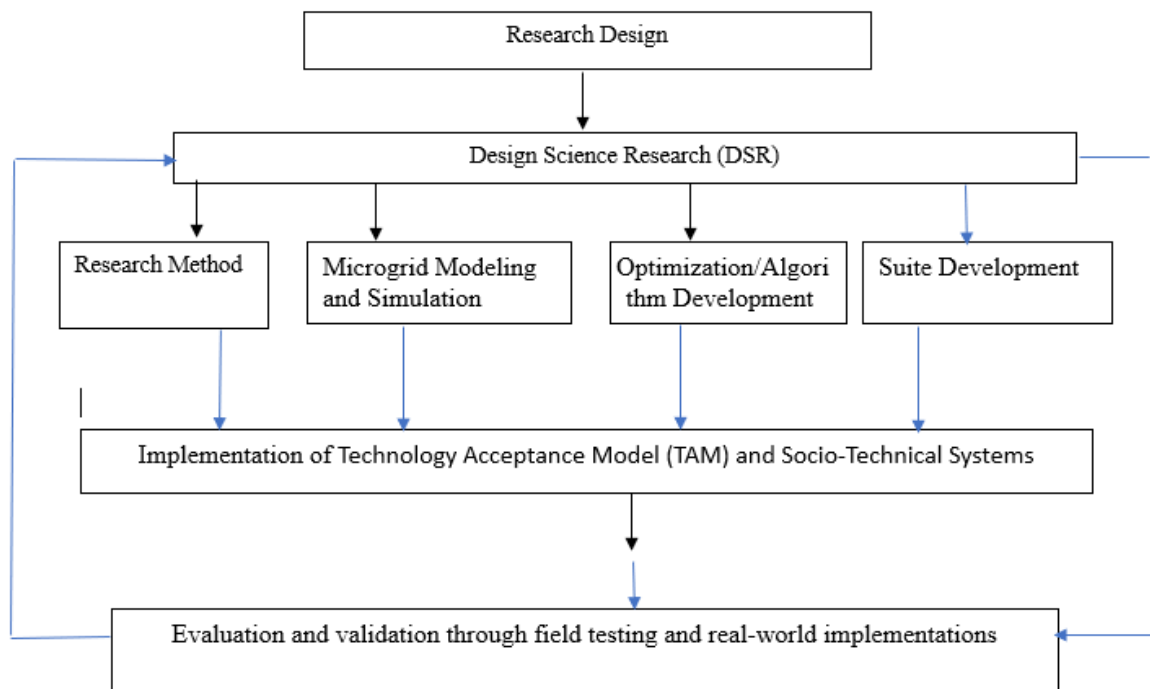 Research Design
Design Science Research (DSR)
Research Method
Microgrid Modeling
and Simulation
Optimization/Algori
thm Development
Suite Development
Implementation of Technology Acceptance Model (TAM) and Socio-Technical Systems
Evaluation and validation through field testing and real-world implementations